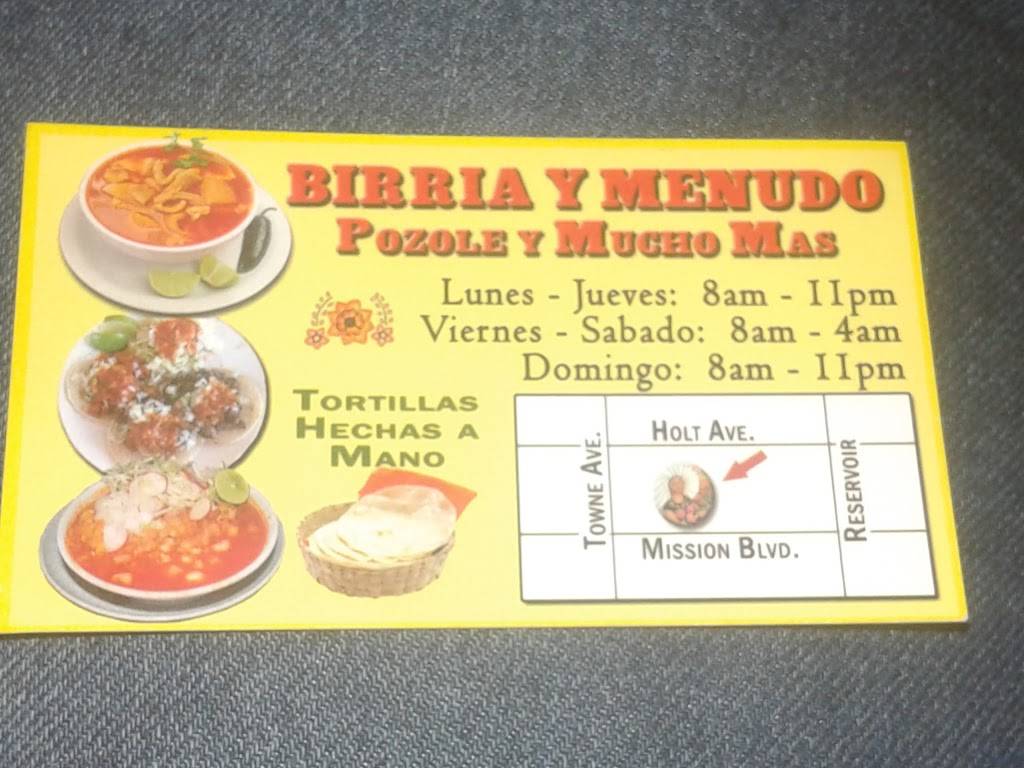 BIRRIA Y MENUDO
POZOLE Y MUCHO MAS
Lunes - Jueves: 8am - 11pm
Viernes - Sabado: 8am - 4am
Domingo: 8am - 11pm
TORTILLAS
HECHAS A
MANO
HOLT AVE.
TOWNE AVE.
RESERVOIR
MISSION BLVD.